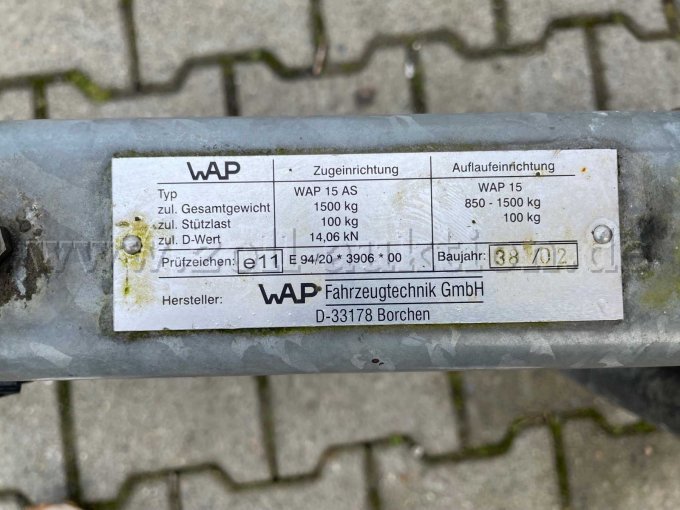 WAP Zugeinrichtung Auflaufeinrichtung
Typ WAP 15 AS WAP 15
zul. Gesamtgewicht 1500 kg 850 - 1500 kg
zul. Stützlast 100 kg 100 kg
zul. D-Wert 14,06 kN
Prüfzeichen: e11 E 94/20 * 3906 * 00 Baujahr: 38 /02
Hersteller: WAP Fahrzeugtechnik GmbH
D-33178 Borchen